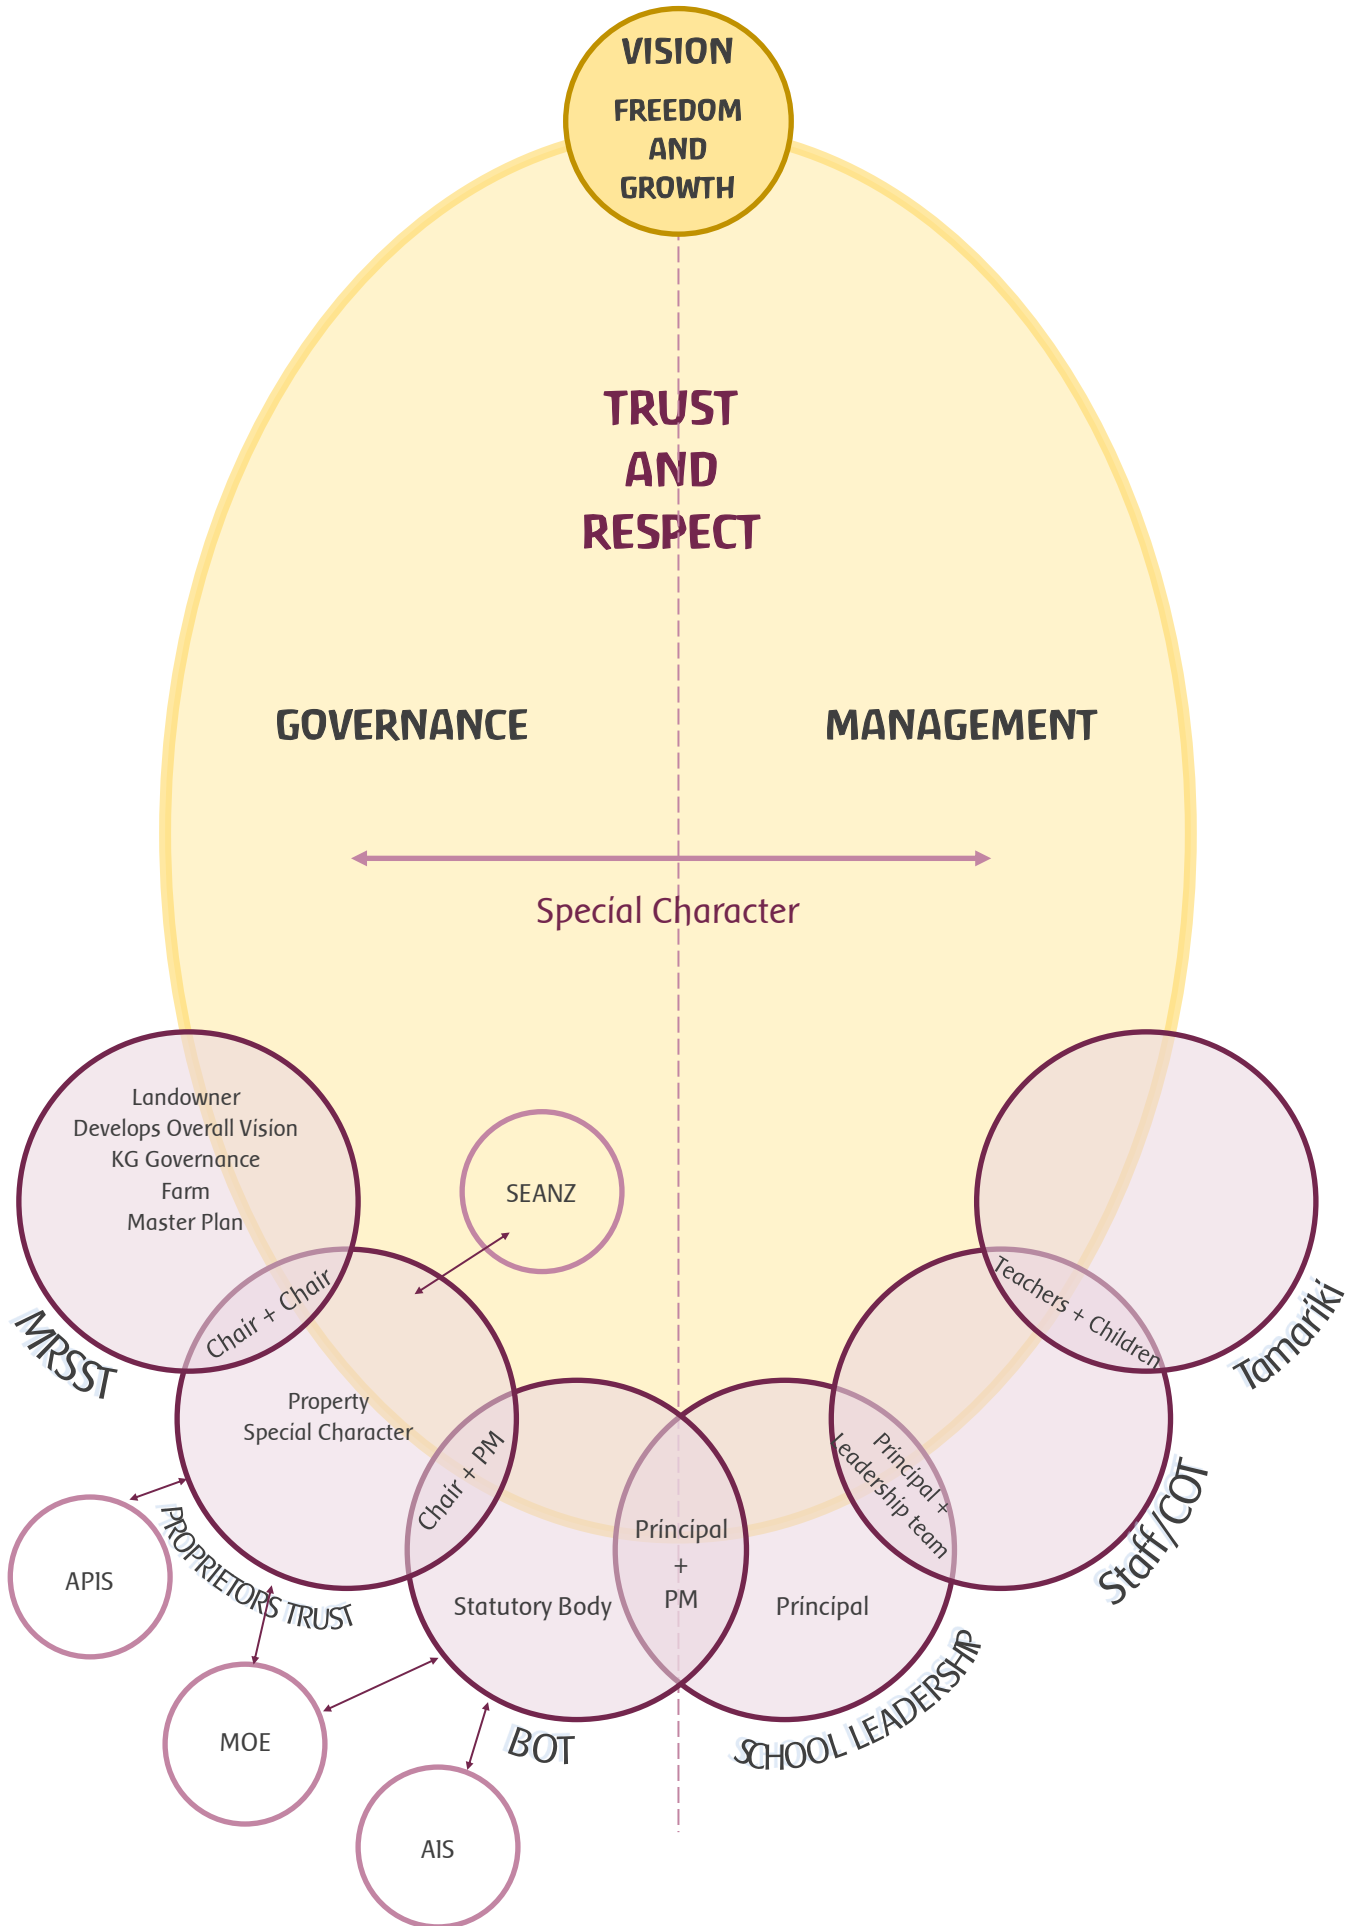 VISION
FREEDOM
AND
GROWTH
TRUST
AND
RESPECT
GOVERNANCE
MANAGEMENT
Special Character
Landowner
Develops Overall Vision
KG Governance
Farm
Master Plan
MRSST
SEANZ
Chair + Chair
Property
Special Character
PROPRIETORS TRUST
Chair + PM
Statutory Body
BOT
Principal
+
PM
Principal
SCHOOL LEADERSHIP
Principal +
Leadership team
Staff/COT
Teachers + Children
Tamariki
APIS
MOE
AIS